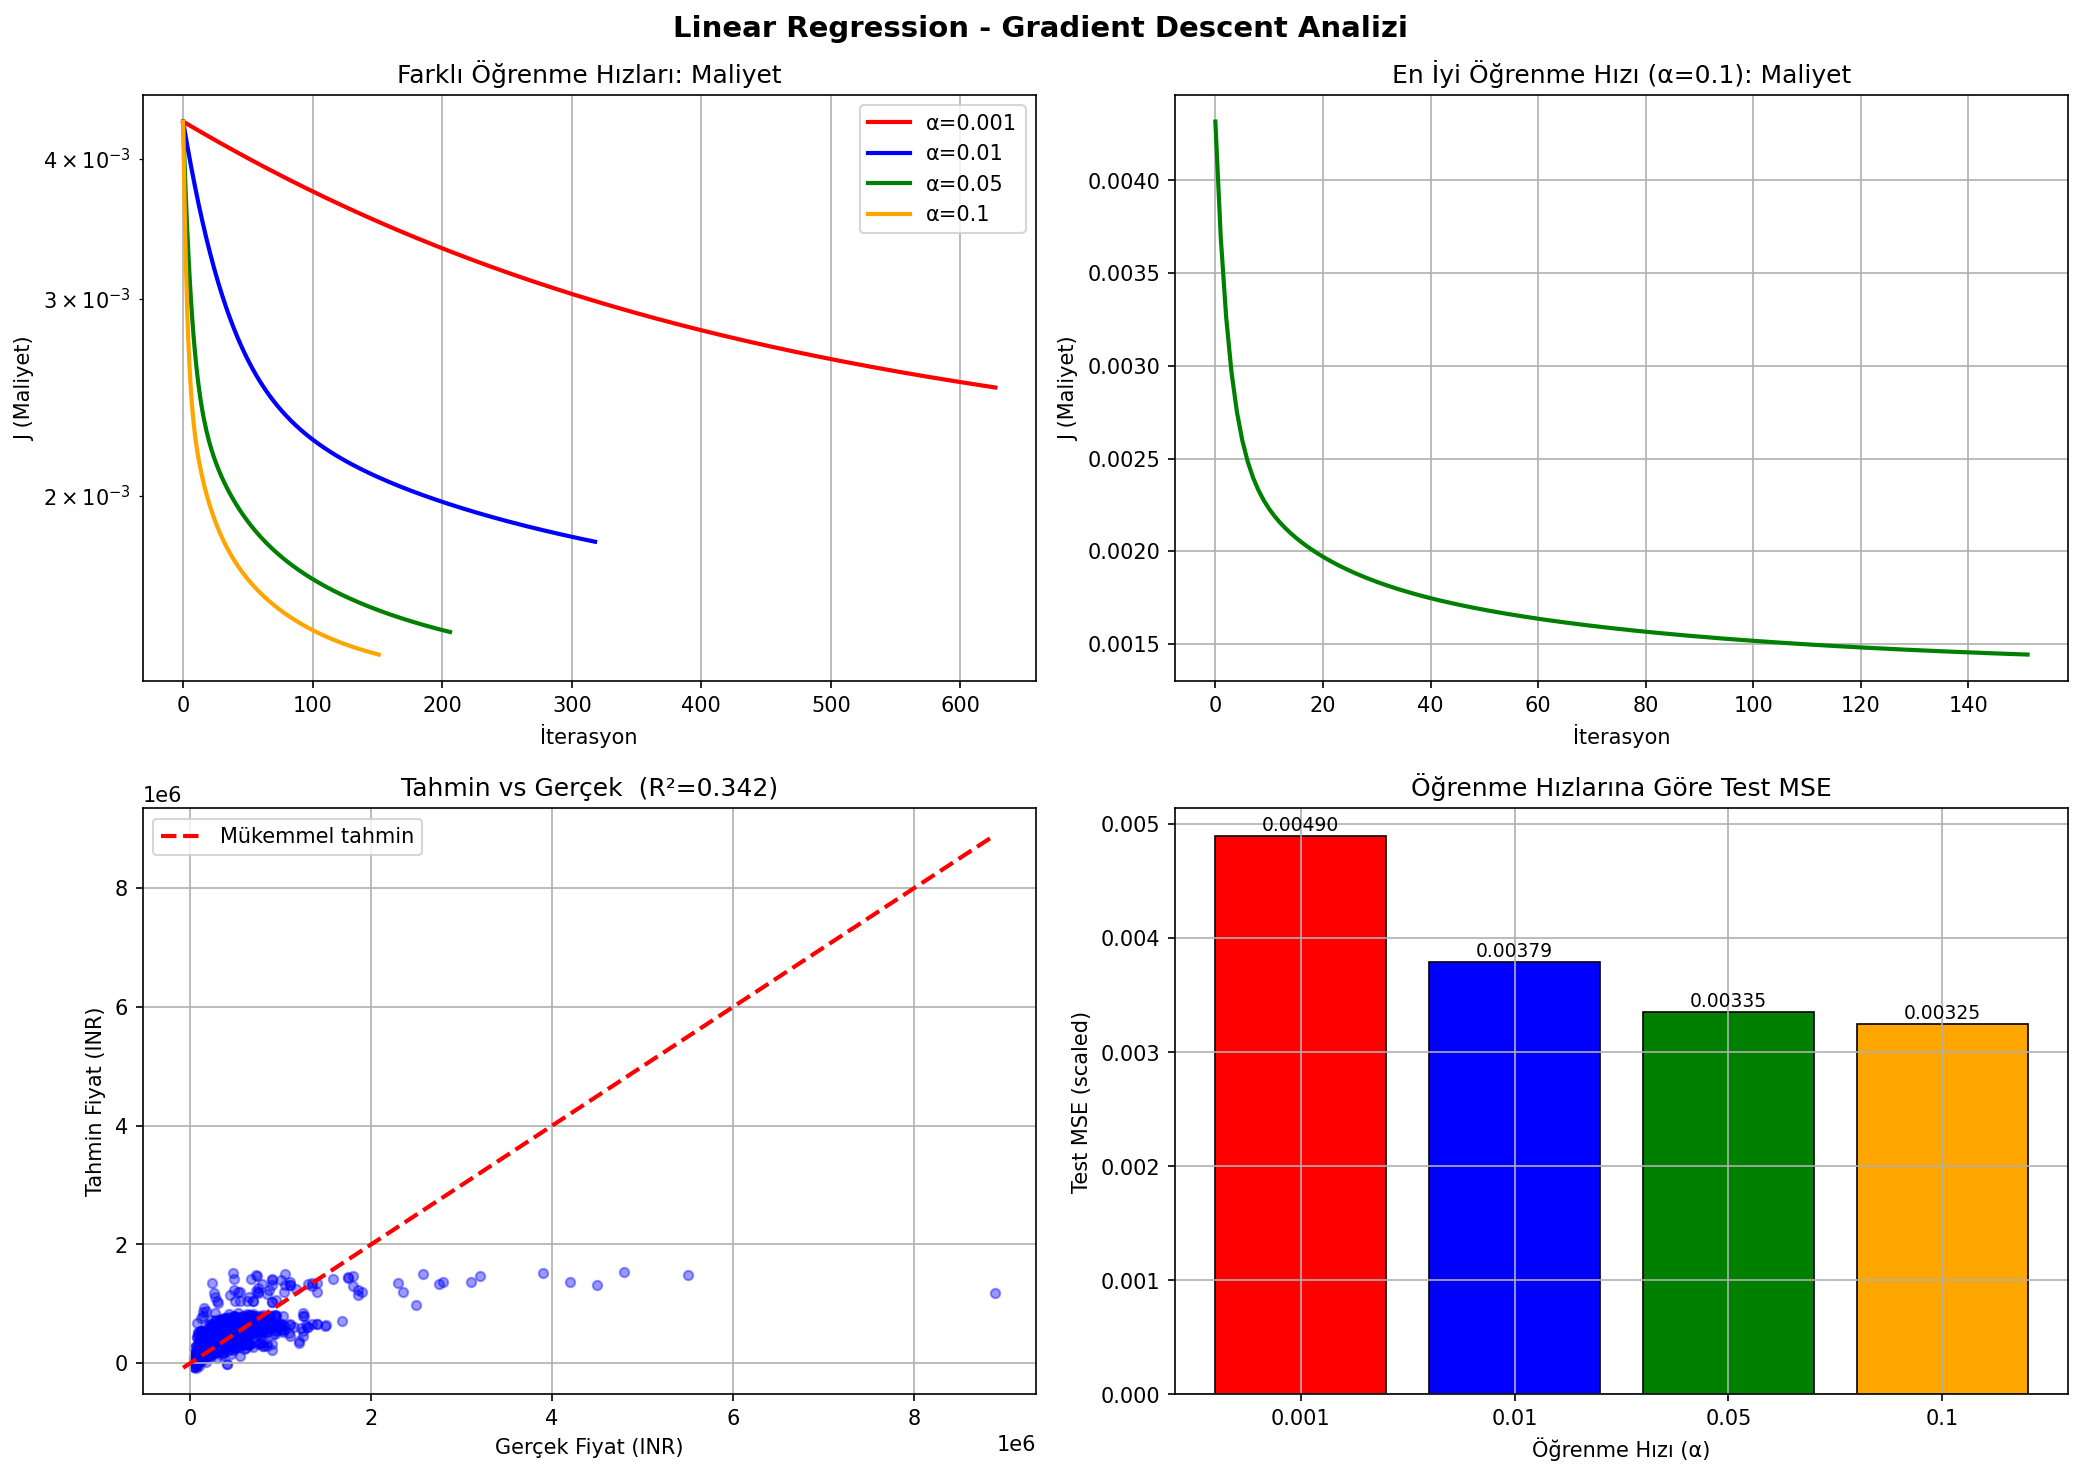 Linear Regression - Gradient Descent Analizi
Farklı Öğrenme Hızları: Maliyet
J (Maliyet)
4 × 10⁻³
3 × 10⁻³
2 × 10⁻³
α=0.001
α=0.01
α=0.05
α=0.1
0 100 200 300 400 500 600
İterasyon
En İyi Öğrenme Hızı (α=0.1): Maliyet
J (Maliyet)
0.0040
0.0035
0.0030
0.0025
0.0020
0.0015
0 20 40 60 80 100 120 140
İterasyon
Tahmin vs Gerçek (R²=0.342)
1e6
Mükemmel tahmin
Tahmin Fiyat (INR)
8
6
4
2
0
0 2 4 6 8
1e6
Gerçek Fiyat (INR)
Öğrenme Hızlarına Göre Test MSE
Test MSE (scaled)
0.005
0.004
0.003
0.002
0.001
0.000
0.00490
0.00379
0.00335
0.00325
0.001 0.01 0.05 0.1
Öğrenme Hızı (α)